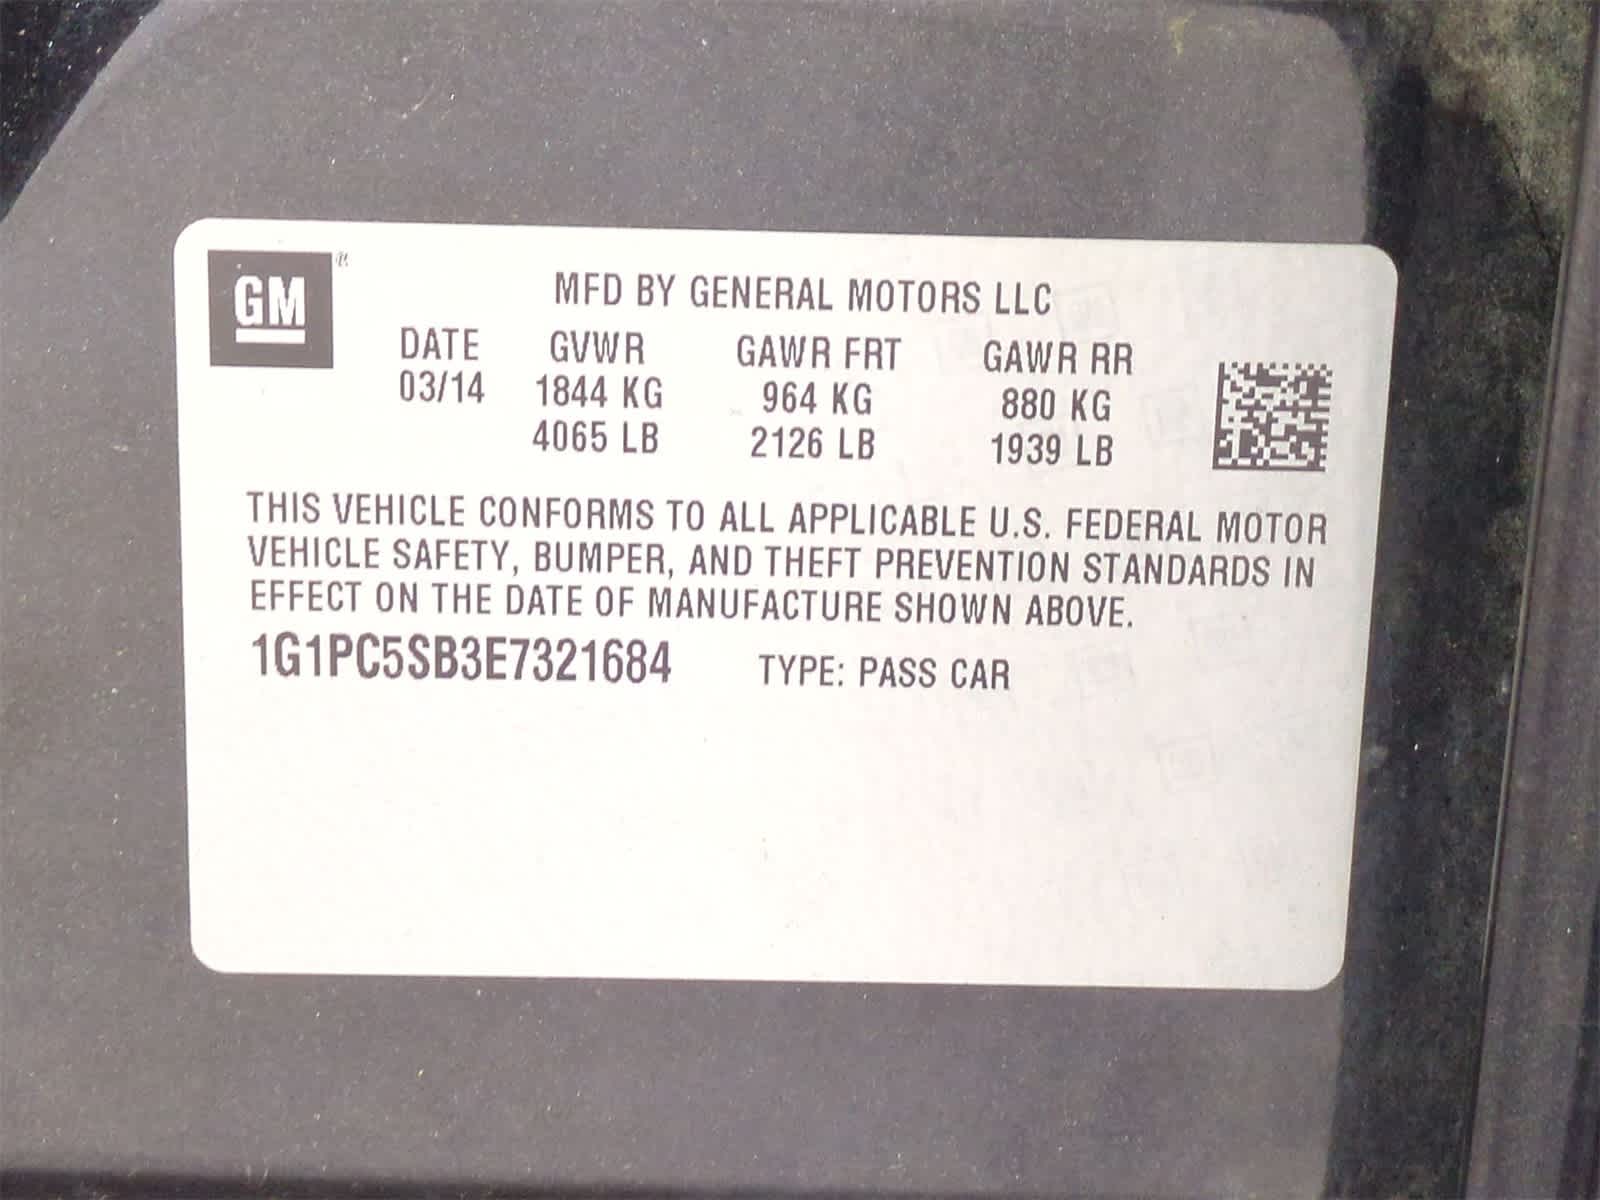 GM®
MFD BY GENERAL MOTORS LLC
DATE GVWR GAWR FRT GAWR RR
03/14 1844 KG 964 KG 880 KG
4065 LB 2126 LB 1939 LB
THIS VEHICLE CONFORMS TO ALL APPLICABLE U.S. FEDERAL MOTOR
VEHICLE SAFETY, BUMPER, AND THEFT PREVENTION STANDARDS IN
EFFECT ON THE DATE OF MANUFACTURE SHOWN ABOVE.
1G1PC5SB3E7321684 TYPE: PASS CAR